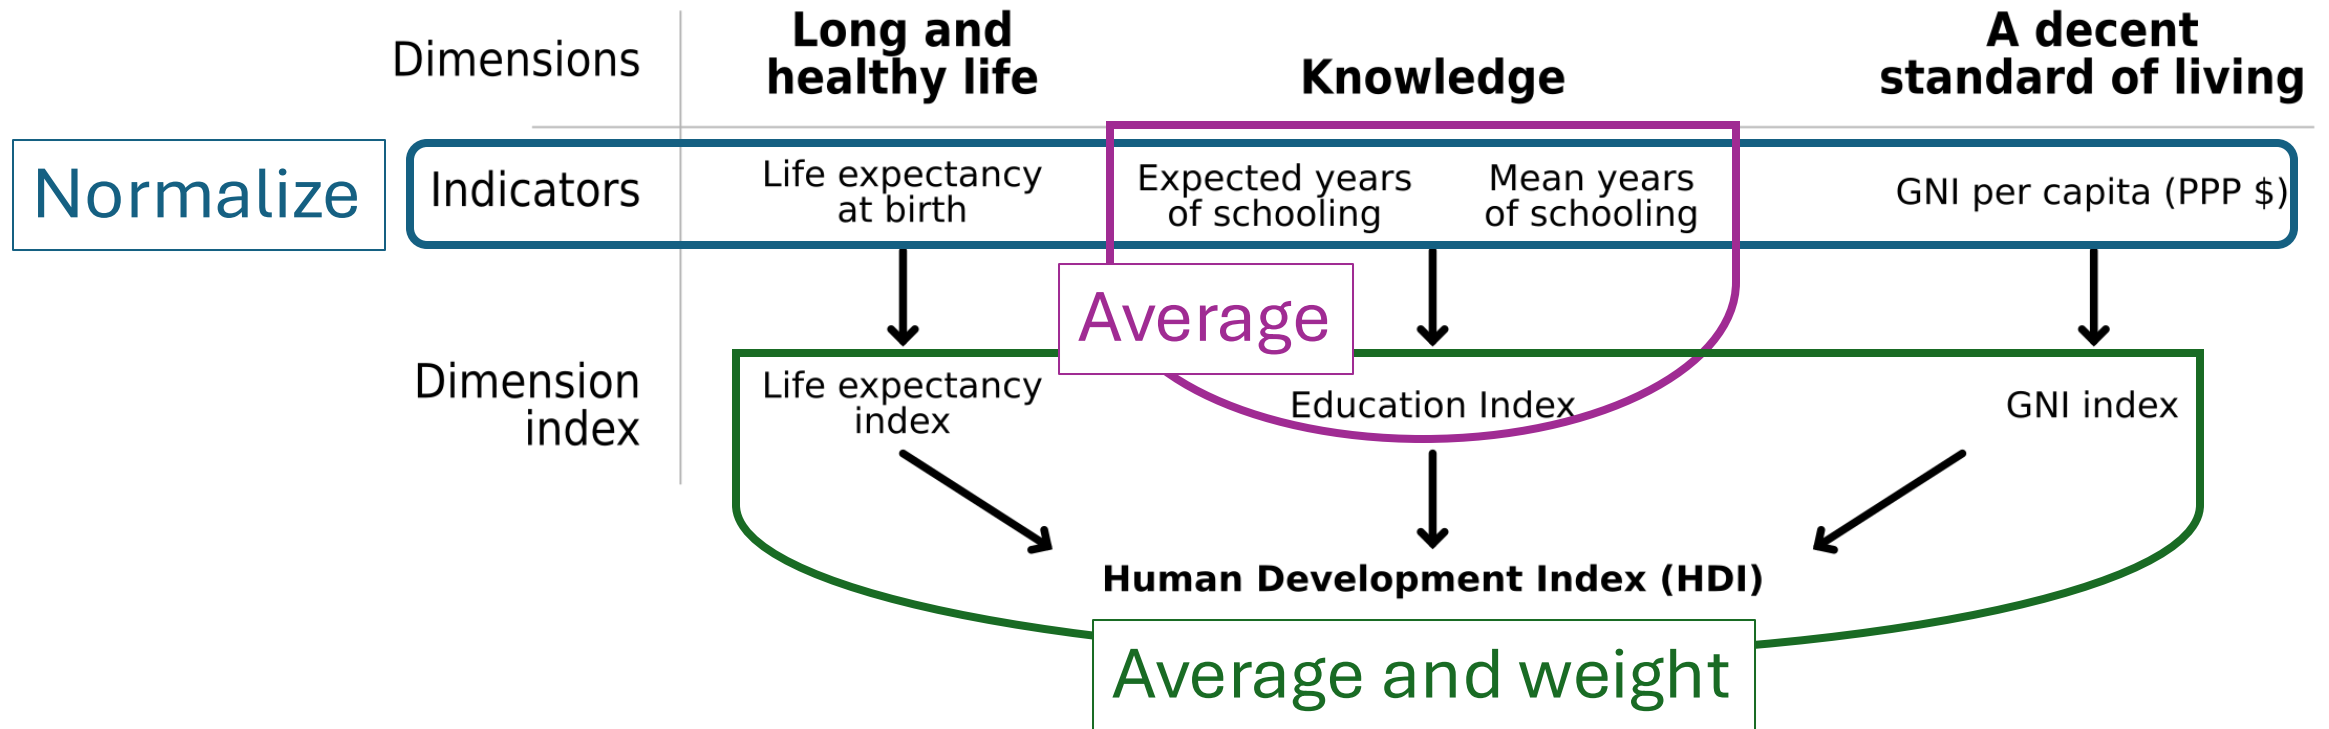 Dimensions
Long and
healthy life
Knowledge
A decent
standard of living
Normalize
Indicators
Life expectancy
at birth
Expected years
of schooling
Mean years
of schooling
GNI per capita (PPP $)
Average
Dimension
index
Life expectancy
index
Education Index
GNI index
Human Development Index (HDI)
Average and weight